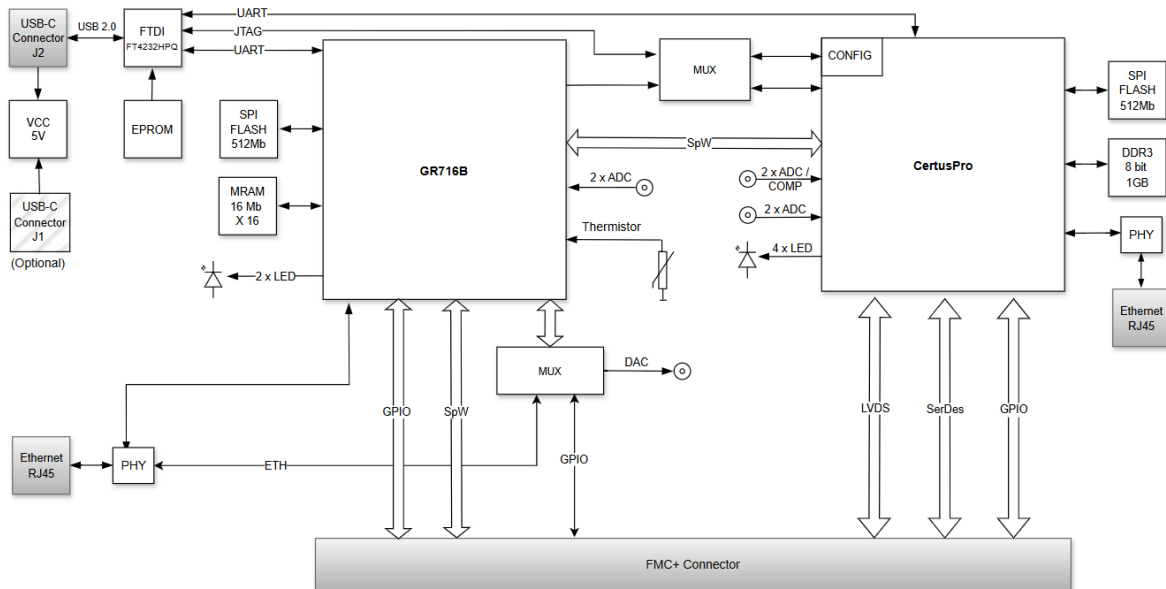 USB-C
Connector
J2
USB 2.0
FTDI
FT4232HPQ
UART
JTAG
UART
VCC
5V
EPROM
USB-C
Connector
J1
(Optional)
SPI
FLASH
512Mb
MRAM
16 Mb
X 16
2 x LED
GR716B
MUX
CONFIG
SpW
2 x ADC
Thermistor
2 x ADC /
COMP
2 x ADC
4 x LED
CertusPro
SPI
FLASH
512Mb
DDR3
8 bit
1GB
PHY
Ethernet
RJ45
MUX
DAC
GPIO
SpW
GPIO
LVDS
SerDes
GPIO
Ethernet
RJ45
PHY
ETH
FMC+ Connector